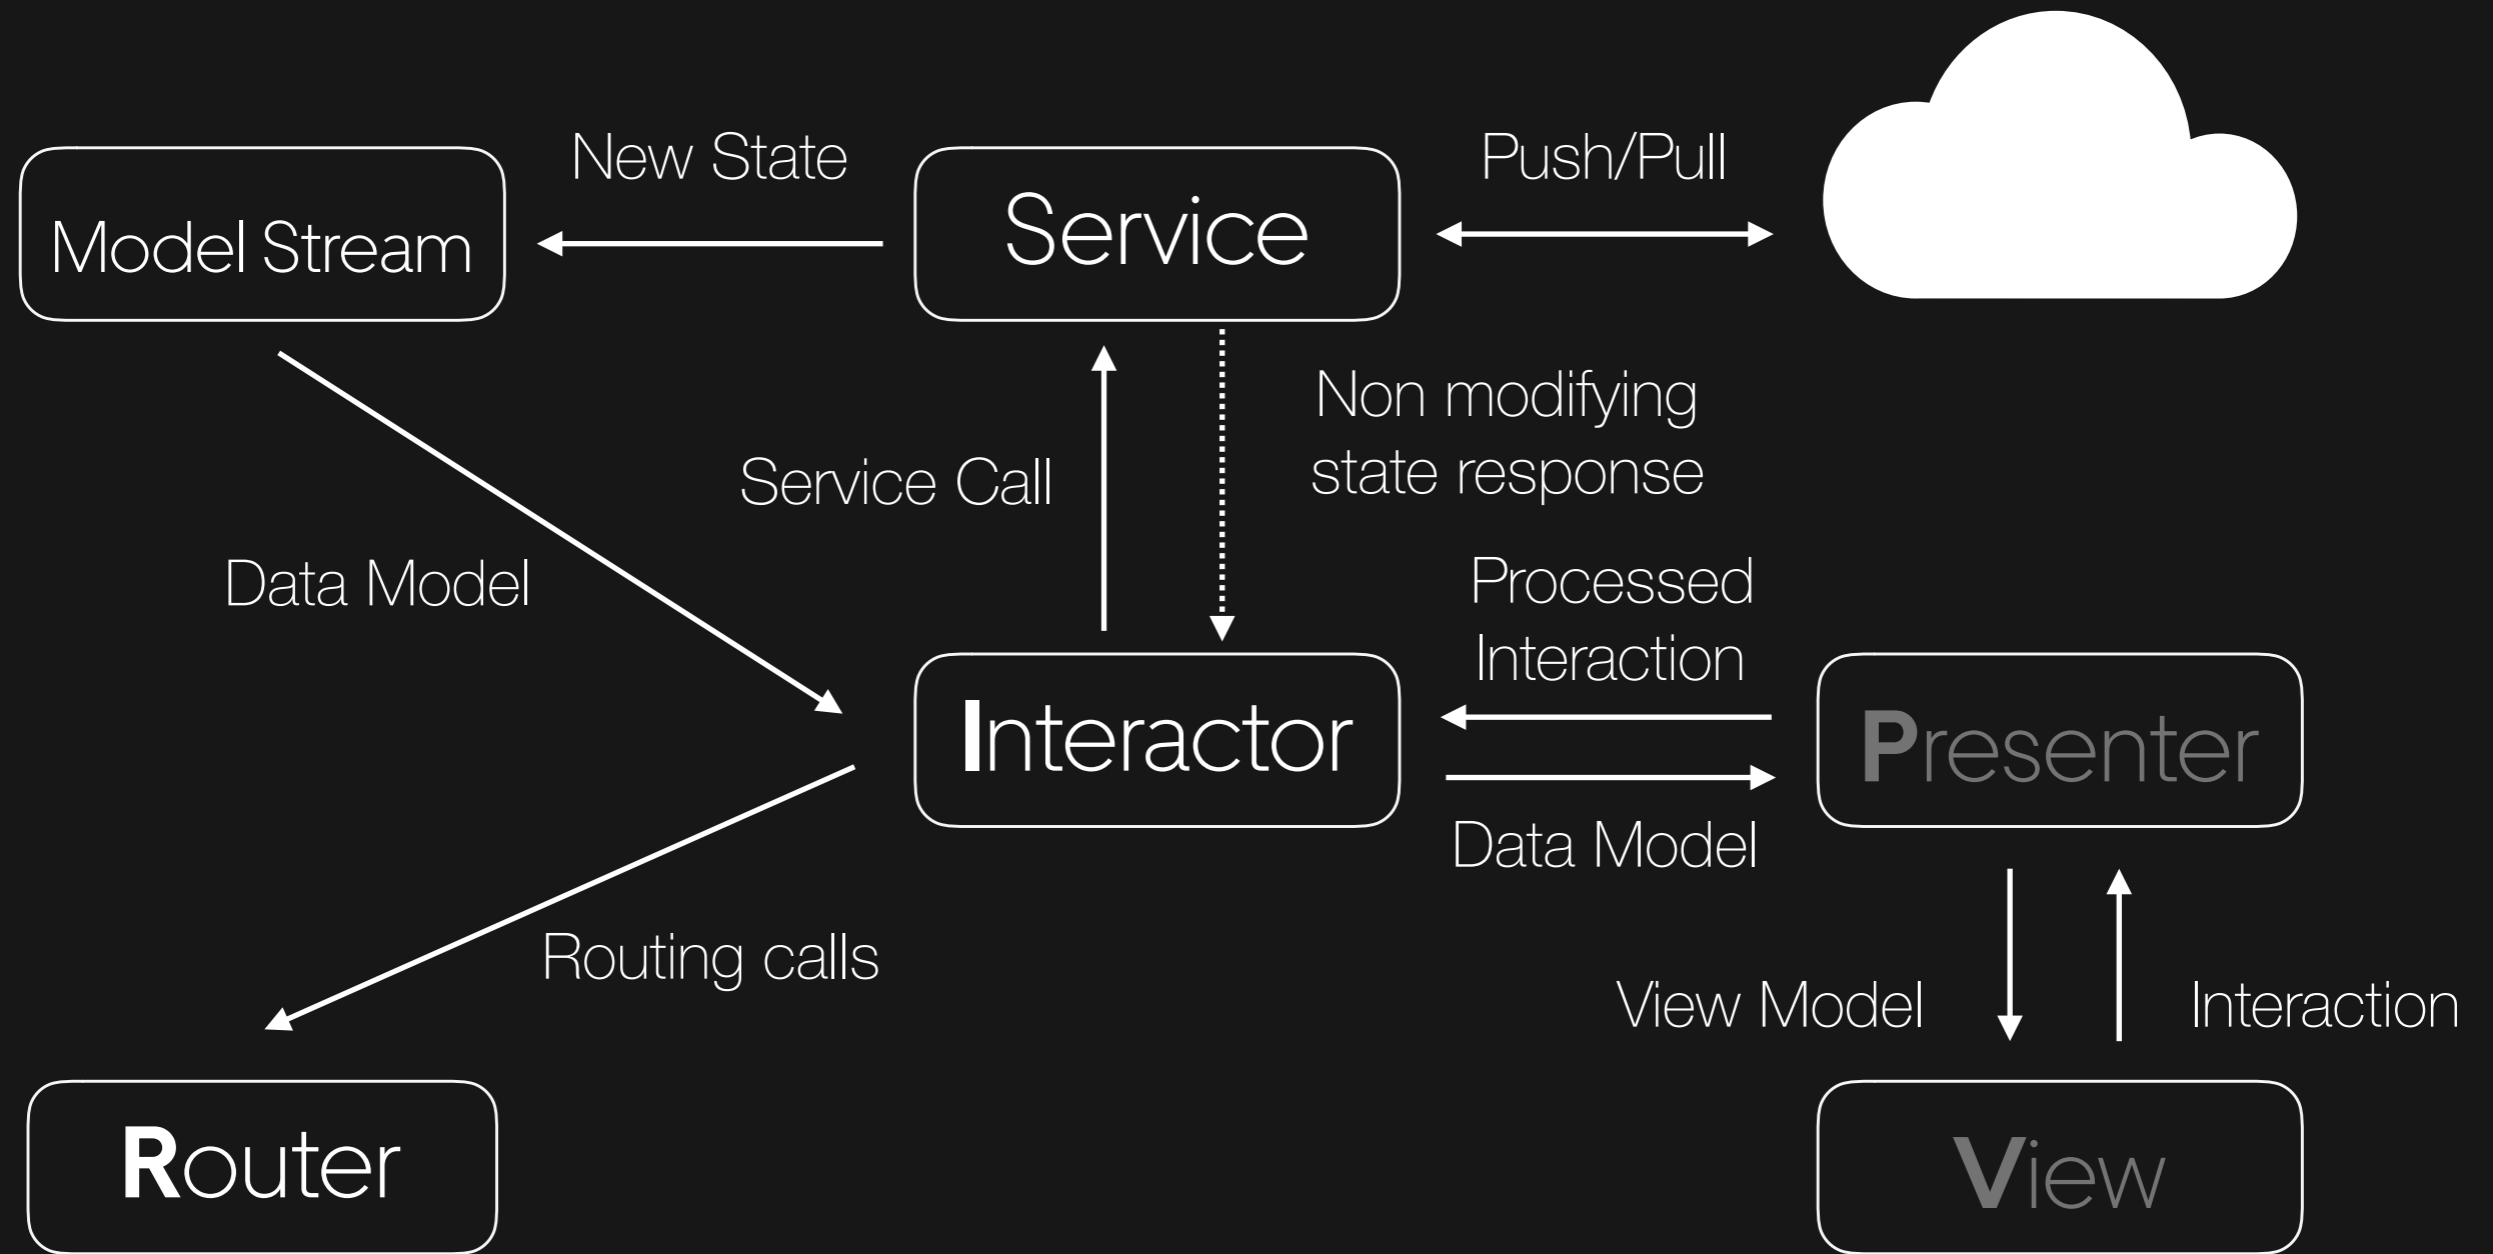 New State
Push/Pull
Model Stream
Service
Non modifying
state response
Service Call
Data Model
Processed
Interaction
Interactor
Presenter
Data Model
Routing calls
View Model
Interaction
Router
View